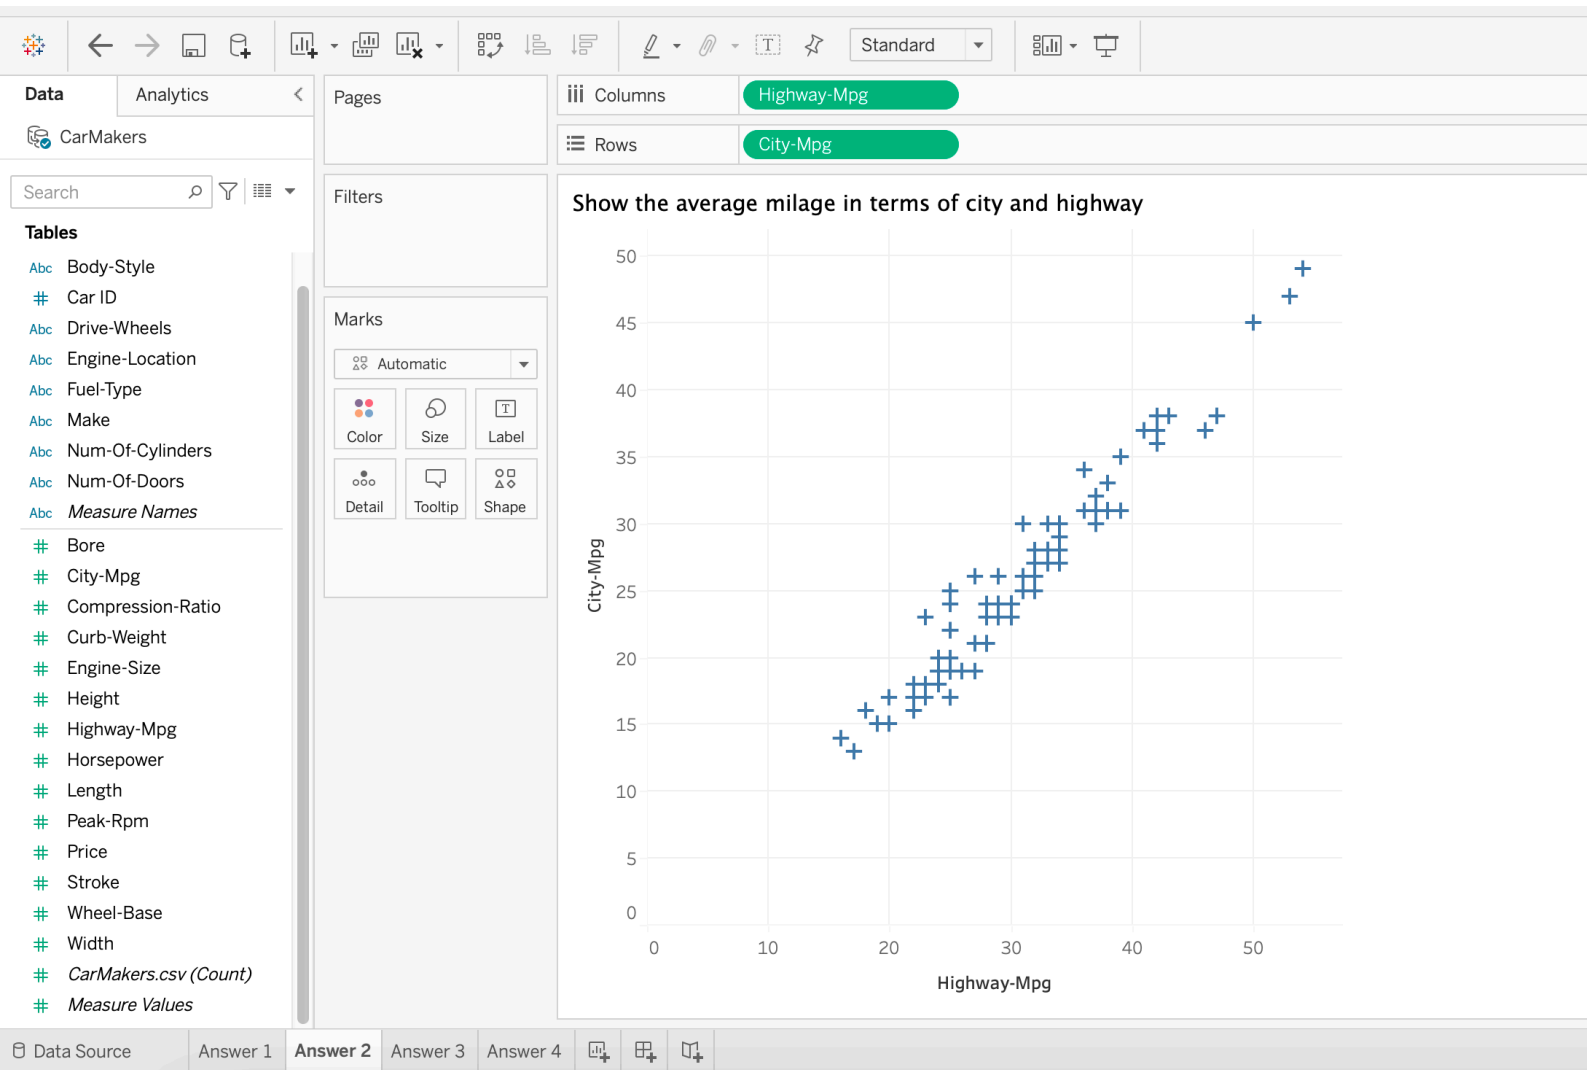 Standard
Data
Analytics
CarMakers
Search
Tables
Abc Body-Style
# Car ID
Abc Drive-Wheels
Abc Engine-Location
Abc Fuel-Type
Abc Make
Abc Num-Of-Cylinders
Abc Num-Of-Doors
Abc Measure Names
# Bore
# City-Mpg
# Compression-Ratio
# Curb-Weight
# Engine-Size
# Height
# Highway-Mpg
# Horsepower
# Length
# Peak-Rpm
# Price
# Stroke
# Wheel-Base
# Width
# CarMakers.csv (Count)
# Measure Values
Pages
Filters
Marks
Automatic
Color Size Label
Detail Tooltip Shape
Columns Highway-Mpg
Rows City-Mpg
Show the average milage in terms of city and highway
50
45
40
35
30
25
20
15
10
5
0
City-Mpg
0 10 20 30 40 50
Highway-Mpg
Data Source Answer 1 Answer 2 Answer 3 Answer 4